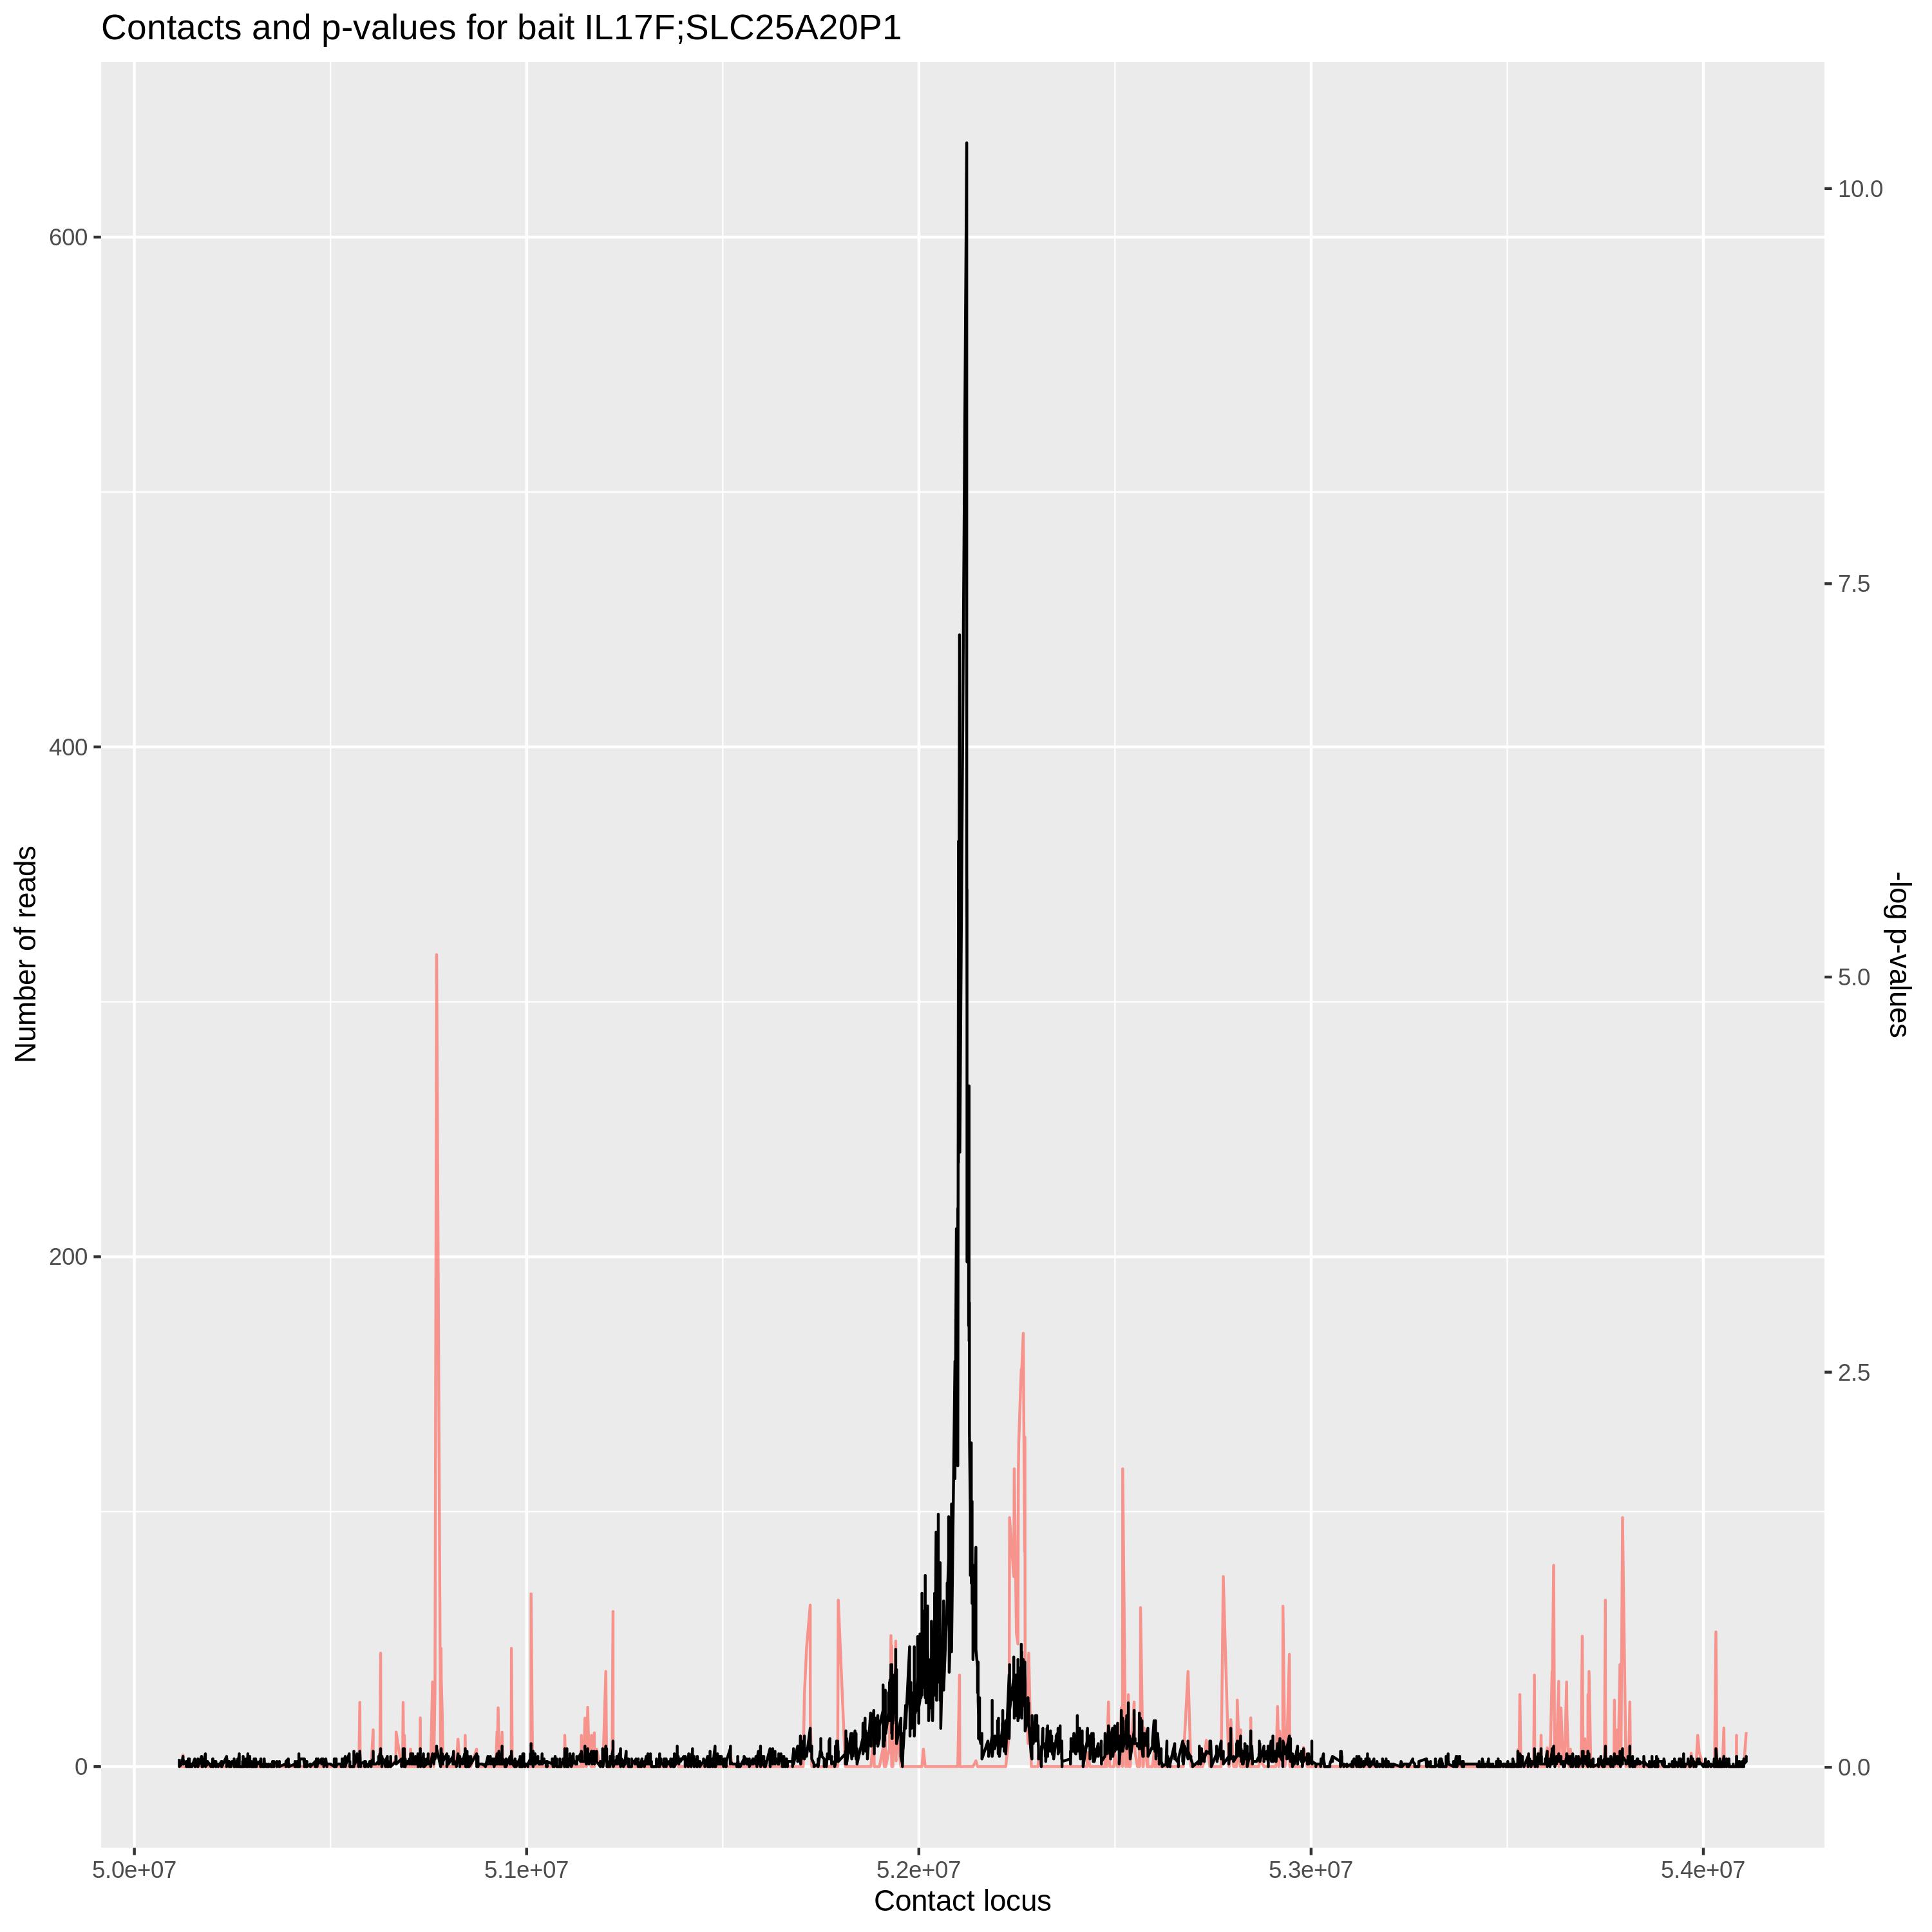 Contacts and p-values for bait IL17F;SLC25A20P1
10.0
600
7.5
400
5.0
200
2.5
0
0.0
Number of reads
-log p-values
5.0e+07 5.1e+07 5.2e+07 5.3e+07 5.4e+07
Contact locus